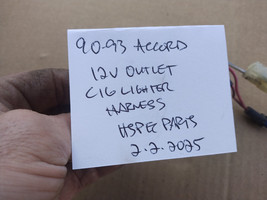 90-93 ACCORD
12V OUTLET
CIG LIGHTER
HARNESS
HSPEC PARTS
2.2.2025